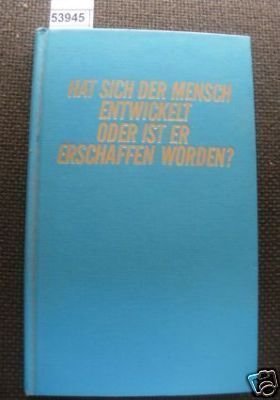 53945
HAT SICH DER MENSCH
ENTWICKELT
ODER IST ER
ERSCHAFFEN WORDEN?